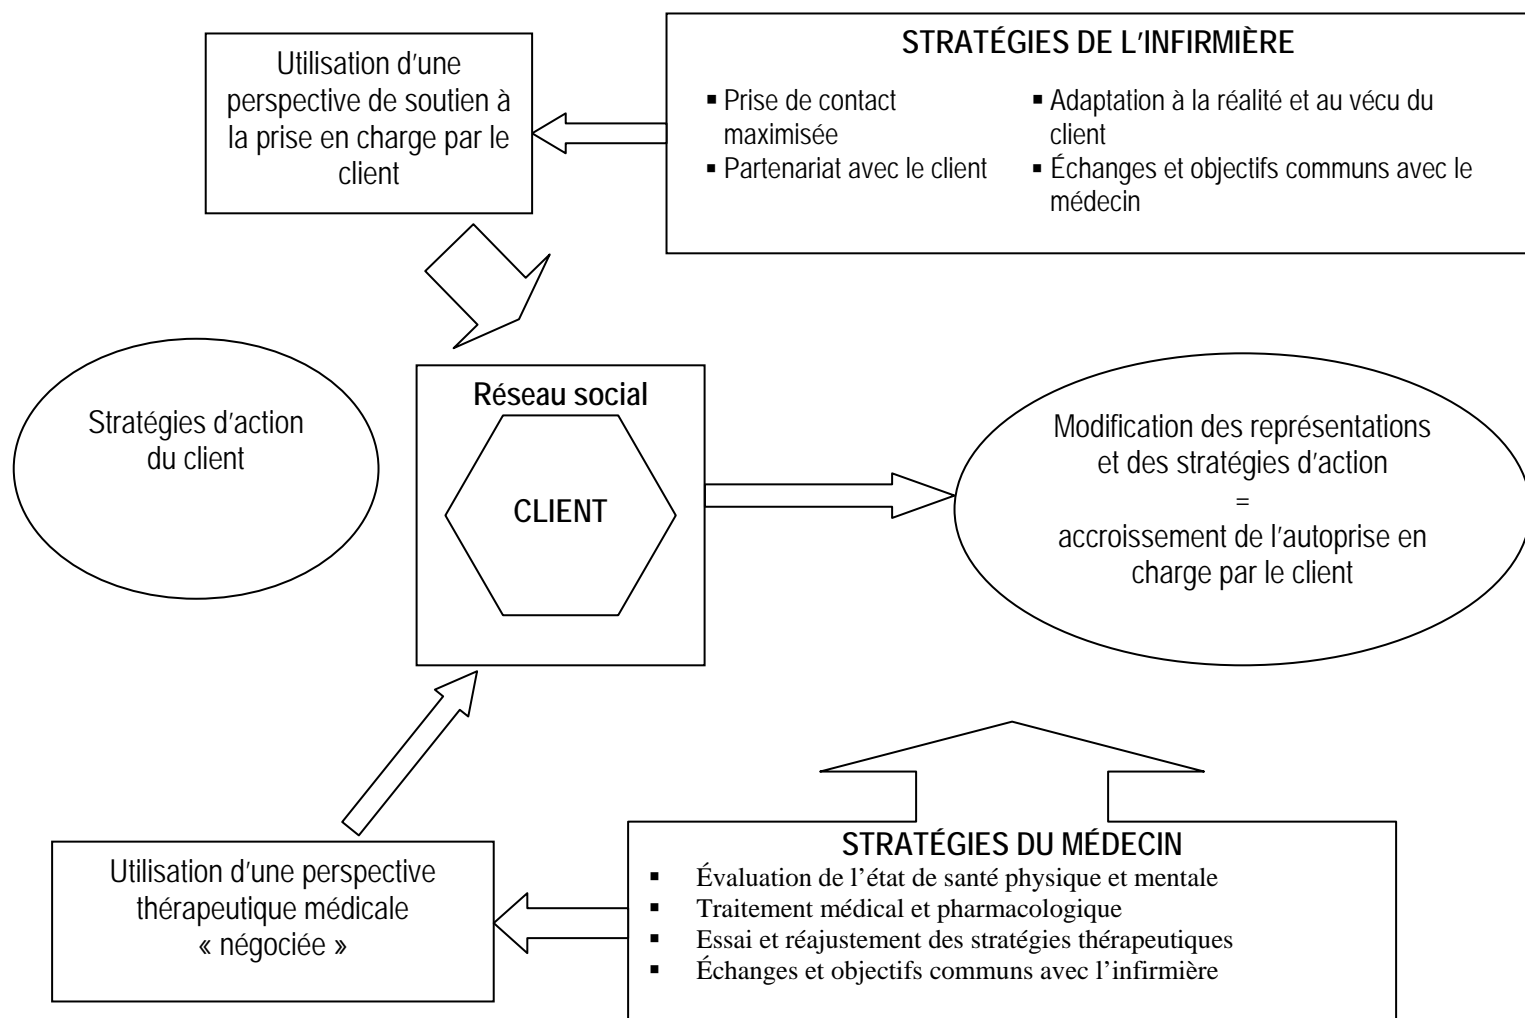 Utilisation d'une
perspective de soutien à
la prise en charge par le
client
STRATÉGIES DE L'INFIRMIÈRE
▪ Prise de contact
maximisée
▪ Partenariat avec le client
▪ Adaptation à la réalité et au vécu du
client
▪ Échanges et objectifs communs avec le
médecin
Stratégies d'action
du client
Réseau social
CLIENT
Modification des représentations
et des stratégies d'action
=
accroissement de l'autoprise en
charge par le client
Utilisation d'une perspective
thérapeutique médicale
« négociée »
STRATÉGIES DU MÉDECIN
▪ Évaluation de l'état de santé physique et mentale
▪ Traitement médical et pharmacologique
▪ Essai et réajustement des stratégies thérapeutiques
▪ Échanges et objectifs communs avec l'infirmière